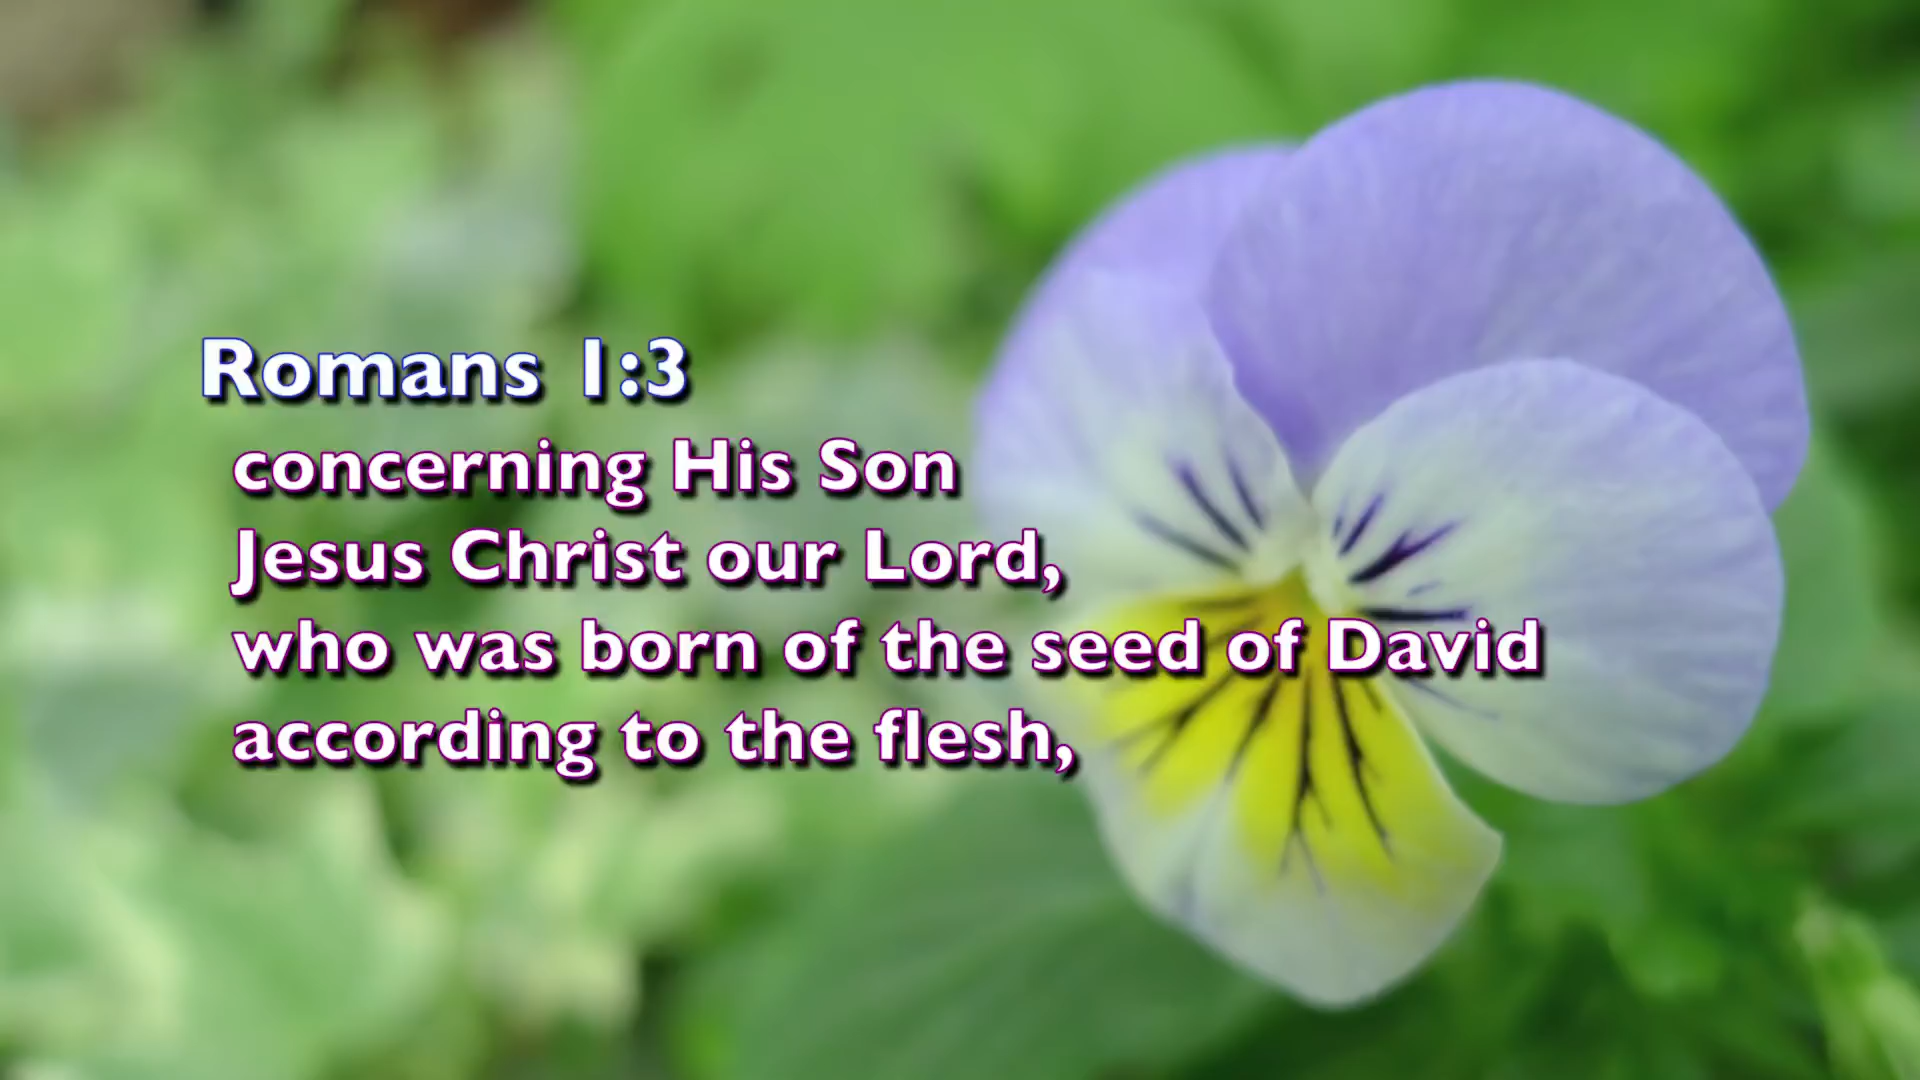 Romans 1:3
concerning His Son
Jesus Christ our Lord,
who was born of the seed of David
according to the flesh,